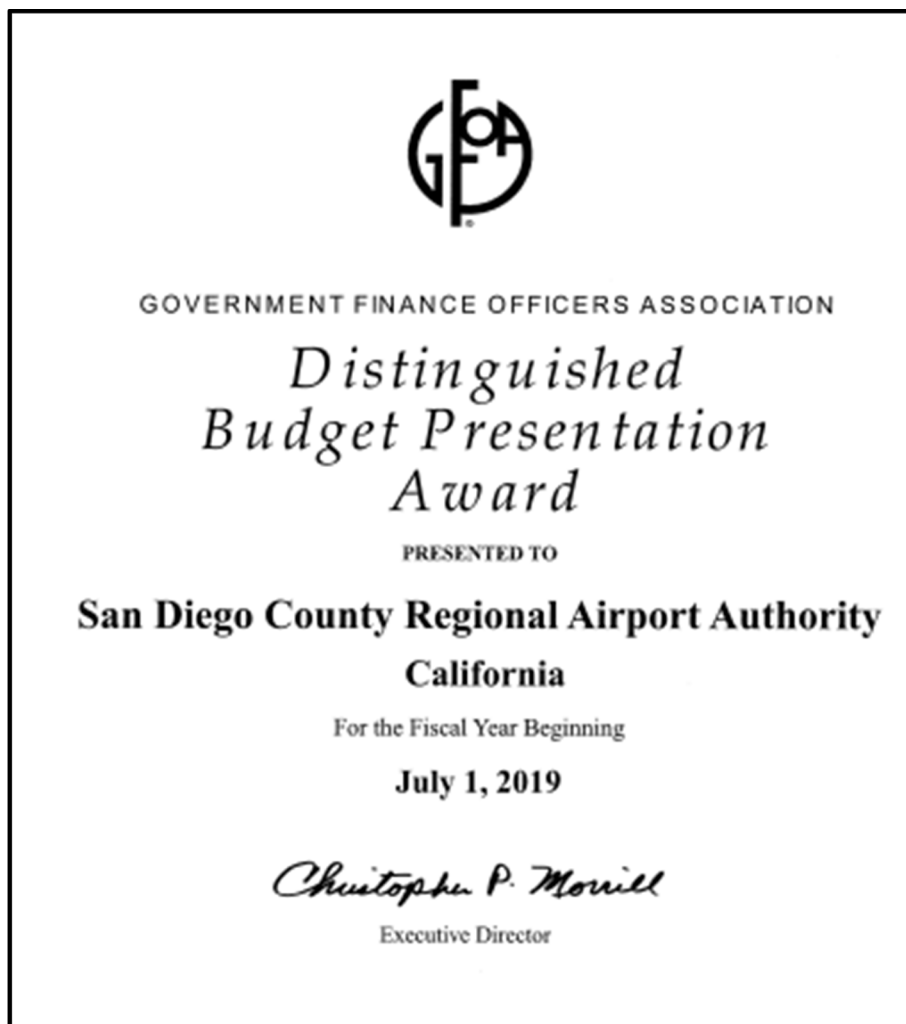 GFOA
GOVERNMENT FINANCE OFFICERS ASSOCIATION
Distinguished
Budget Presentation
Award
PRESENTED TO
San Diego County Regional Airport Authority
California
For the Fiscal Year Beginning
July 1, 2019
Christopher P. Morrill
Executive Director